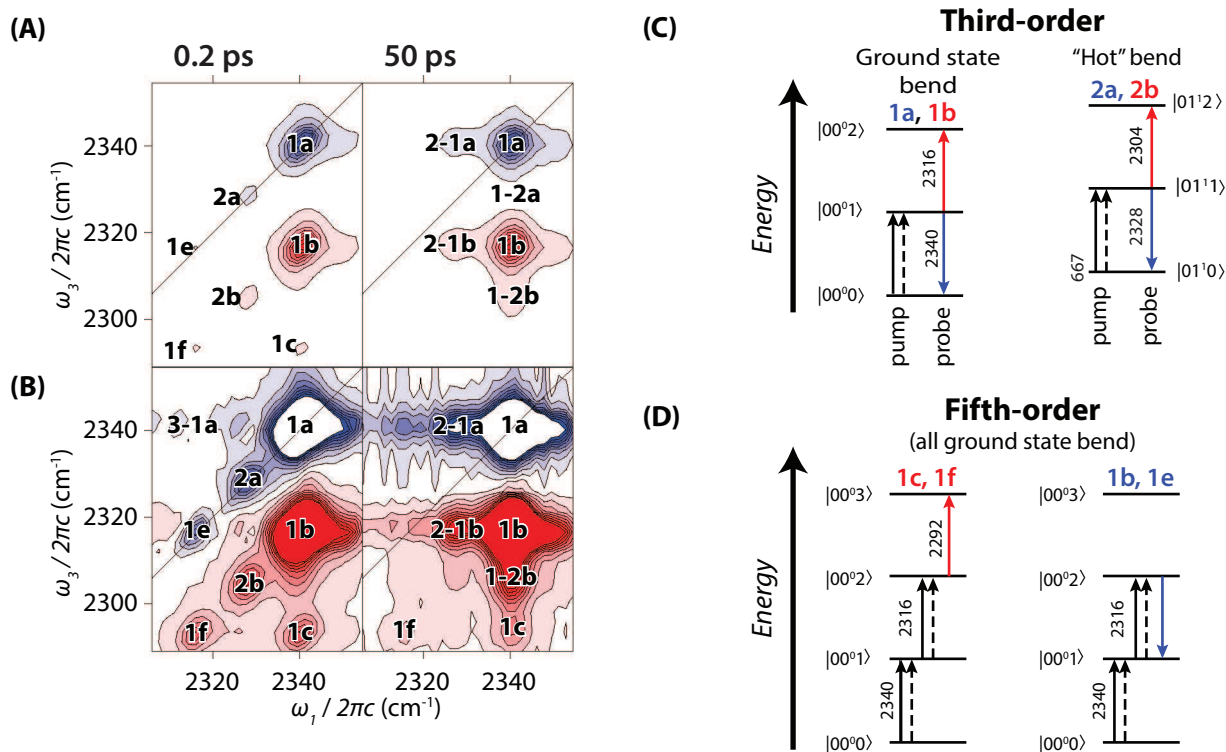 (A)
0.2 ps
50 ps
2340
2320
2300
ω3 / 2πc (cm-1)
1a
2a
1e
1b
2b
1f
1c
2-1a
1a
1-2a
2-1b
1b
1-2b
(B)
2340
2320
2300
ω3 / 2πc (cm-1)
3-1a
1a
2a
1e
1b
2b
1f
1c
2-1a
1a
2-1b
1b
1-2b
1f
1c
2320
2340
2320
2340
ω1 / 2πc (cm-1)
(C)
Third-order
Ground state
bend
1a, 1b
"Hot" bend
2a, 2b
Energy
|00⁰2⟩
|00⁰1⟩
|00⁰0⟩
2316
2340
pump
probe
|01¹2⟩
|01¹1⟩
|01¹0⟩
2304
2328
667
pump
probe
(D)
Fifth-order
(all ground state bend)
1c, 1f
1b, 1e
Energy
|00⁰3⟩
|00⁰2⟩
|00⁰1⟩
|00⁰0⟩
2292
2316
2340
|00⁰3⟩
|00⁰2⟩
|00⁰1⟩
|00⁰0⟩
2316
2340